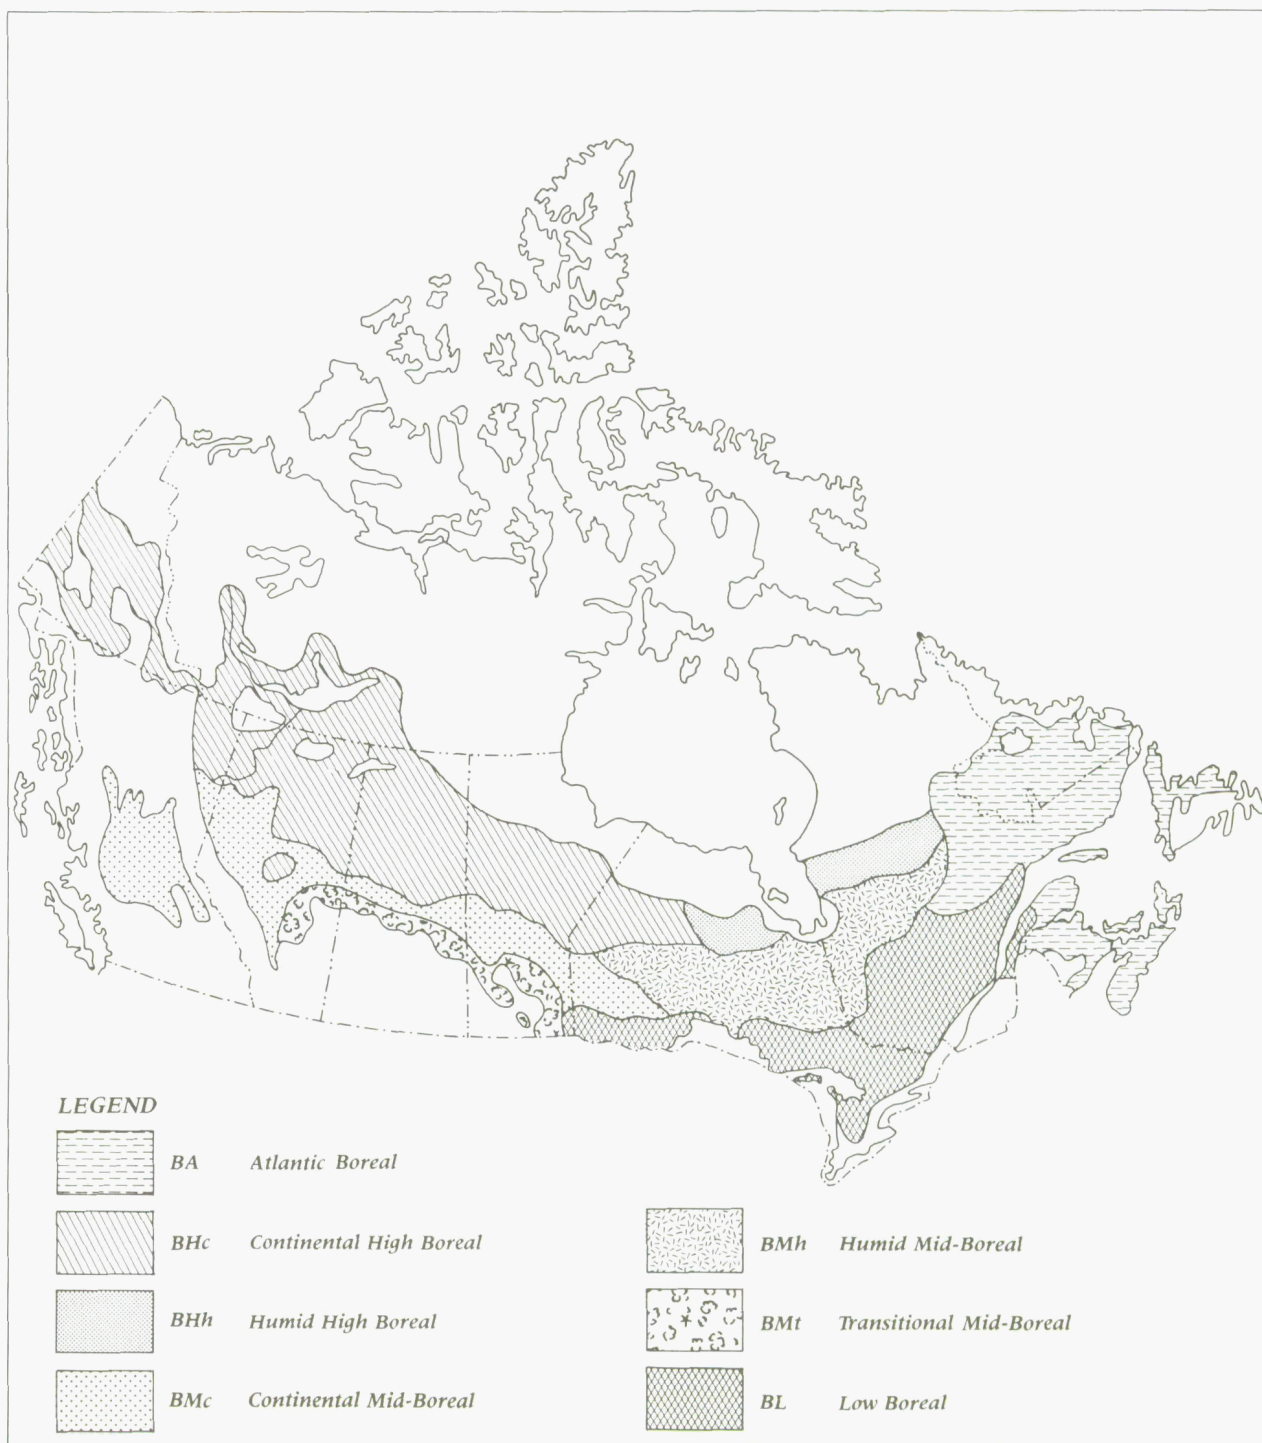 LEGEND
BA Atlantic Boreal
BHc Continental High Boreal
BHh Humid High Boreal
BMc Continental Mid-Boreal
BMh Humid Mid-Boreal
BMt Transitional Mid-Boreal
BL Low Boreal